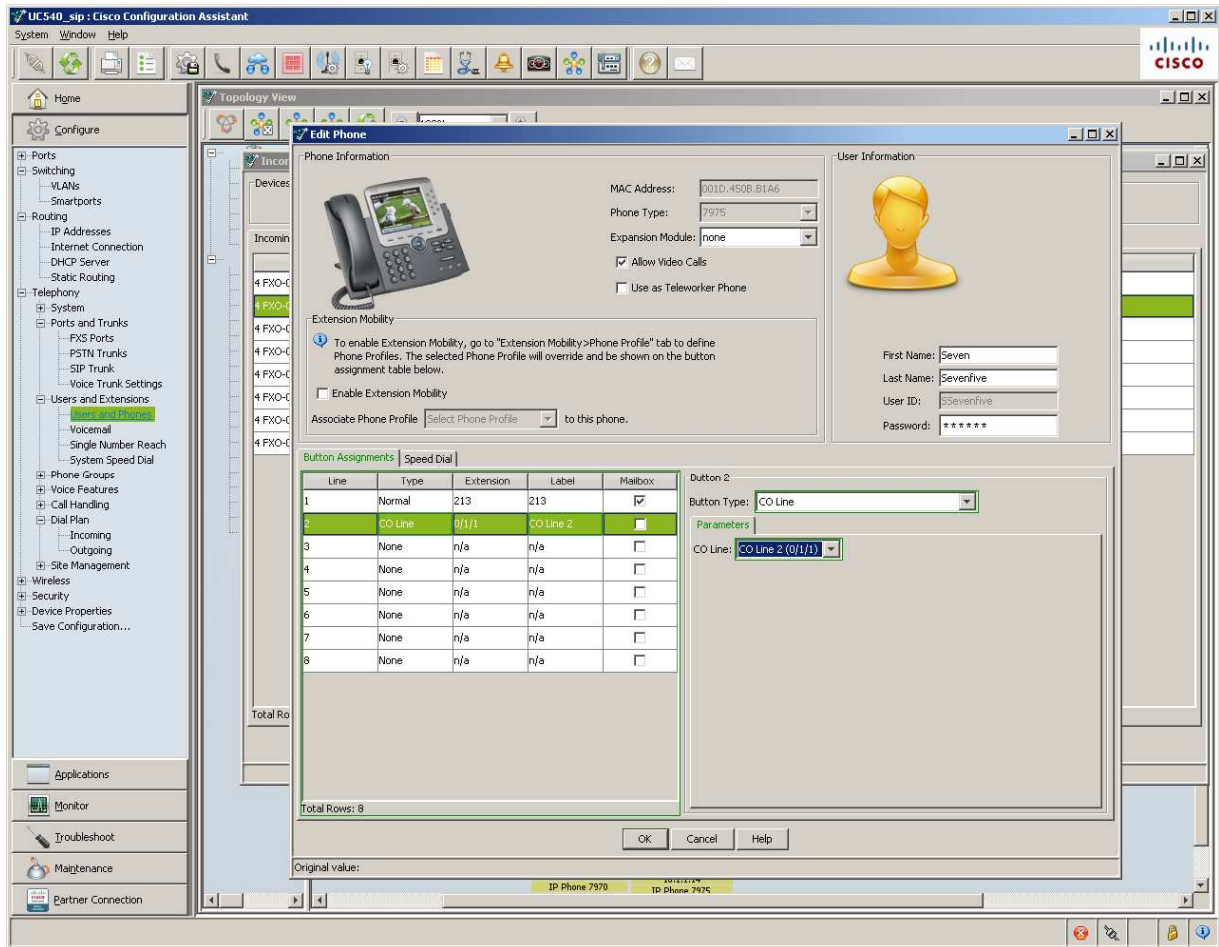 UC540_sip : Cisco Configuration Assistant
System Window Help
CISCO
Home
Configure
Ports
Switching
VLANs
Smartports
Routing
IP Addresses
Internet Connection
DHCP Server
Static Routing
Telephony
System
Ports and Trunks
FXS Ports
PSTN Trunks
SIP Trunk
Voice Trunk Settings
Users and Extensions
Users and Phones
Voicemail
Single Number Reach
System Speed Dial
Phone Groups
Voice Features
Call Handling
Dial Plan
Incoming
Outgoing
Site Management
Wireless
Security
Device Properties
Save Configuration...
Applications
Monitor
Troubleshoot
Maintenance
Partner Connection
Topology View
Devices
Total Ro
Edit Phone
Phone Information
MAC Address: 001D.450B.B1A6
Phone Type: 7975
Expansion Module: none
Allow Video Calls
Use as Teleworker Phone
Extension Mobility
To enable Extension Mobility, go to "Extension Mobility>Phone Profile" tab to define
Phone Profiles. The selected Phone Profile will override and be shown on the button
assignment table below.
Enable Extension Mobility
Associate Phone Profile Select Phone Profile to this phone.
User Information
First Name: Seven
Last Name: Sevenfive
User ID: SSevenfive
Password: ******
Button Assignments Speed Dial
Line Type Extension Label Mailbox
1 Normal 213 213
2 CO Line 0/1/1 CO Line 2
3 None n/a n/a
4 None n/a n/a
5 None n/a n/a
6 None n/a n/a
7 None n/a n/a
8 None n/a n/a
Total Rows: 8
Button 2
Button Type: CO Line
Parameters
CO Line: CO Line 2 (0/1/1)
OK Cancel Help
Original value:
IP Phone 7970
IP Phone 7975